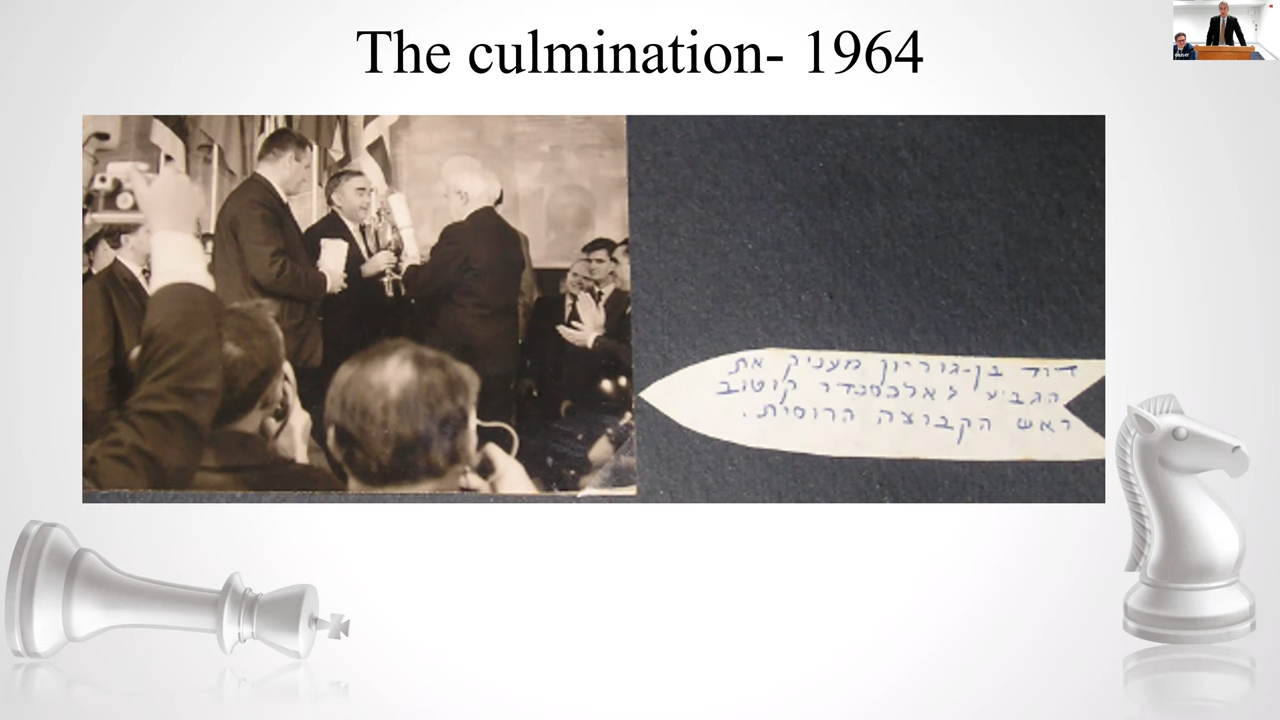 The culmination- 1964
דוד בן-גוריון מעניק את
הגביע לאלכסנדר קוטוב
ראש הקבוצה הרוסית.